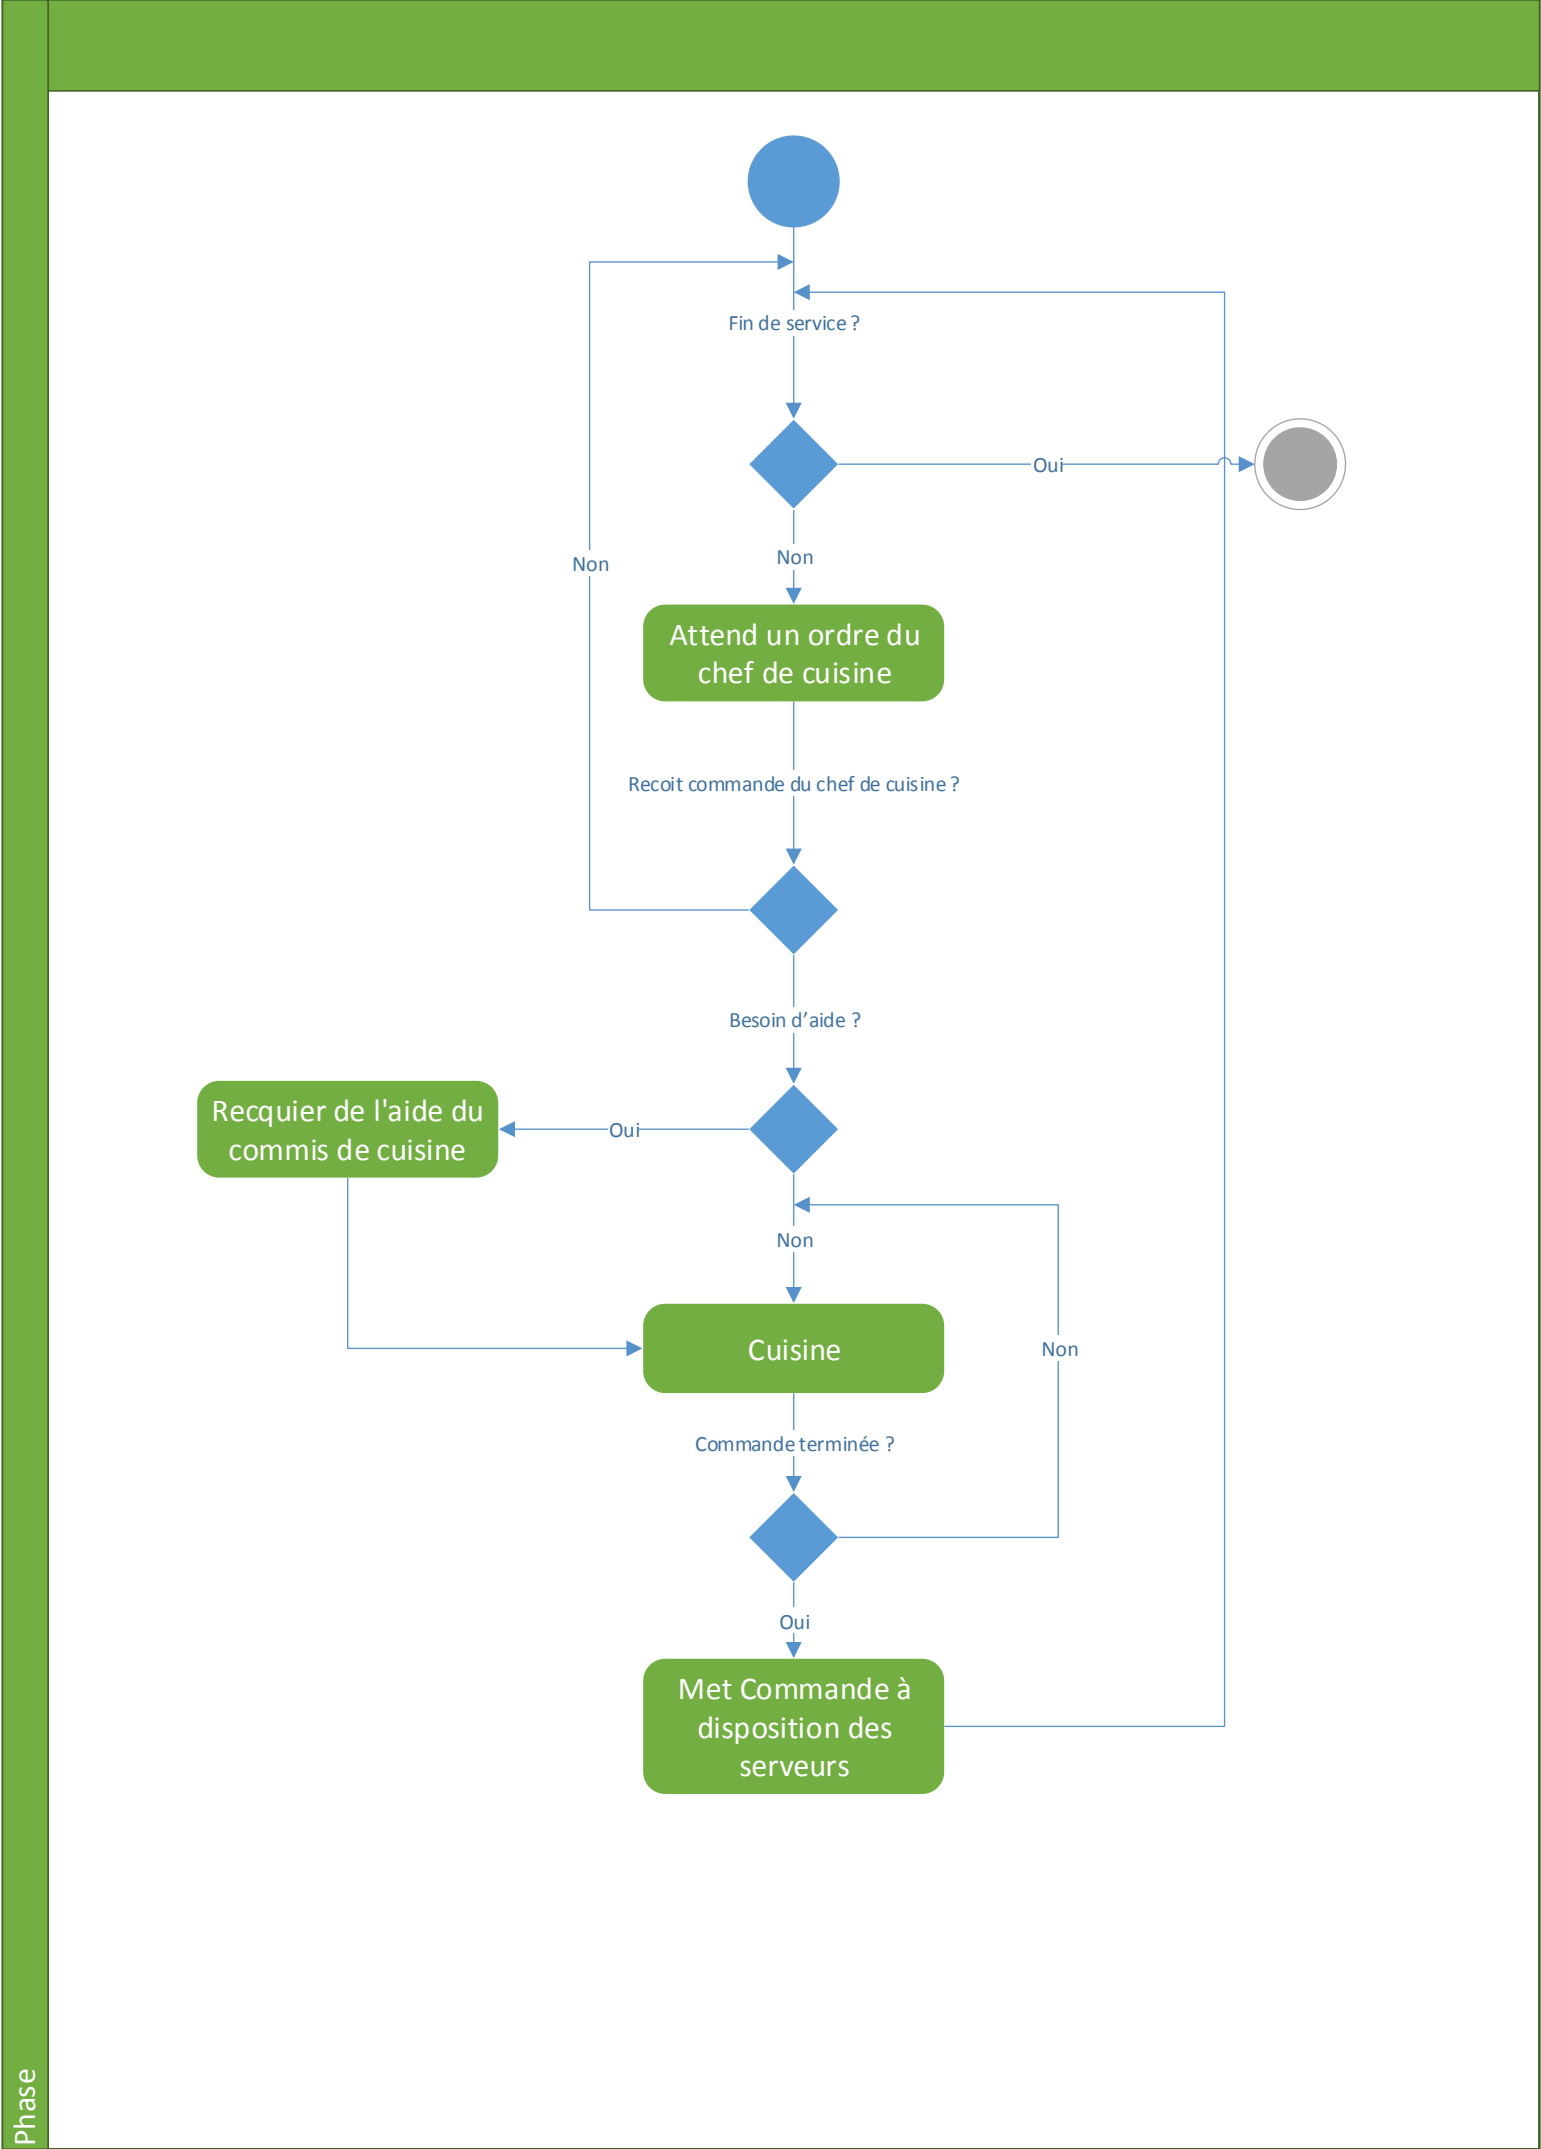 Fin de service ?
Oui
Non
Non
Attend un ordre du
chef de cuisine
Recoit commande du chef de cuisine ?
Besoin d’aide ?
Recquier de l'aide du
commis de cuisine
Oui
Non
Cuisine
Non
Commande terminée ?
Oui
Met Commande à
disposition des
serveurs
Phase